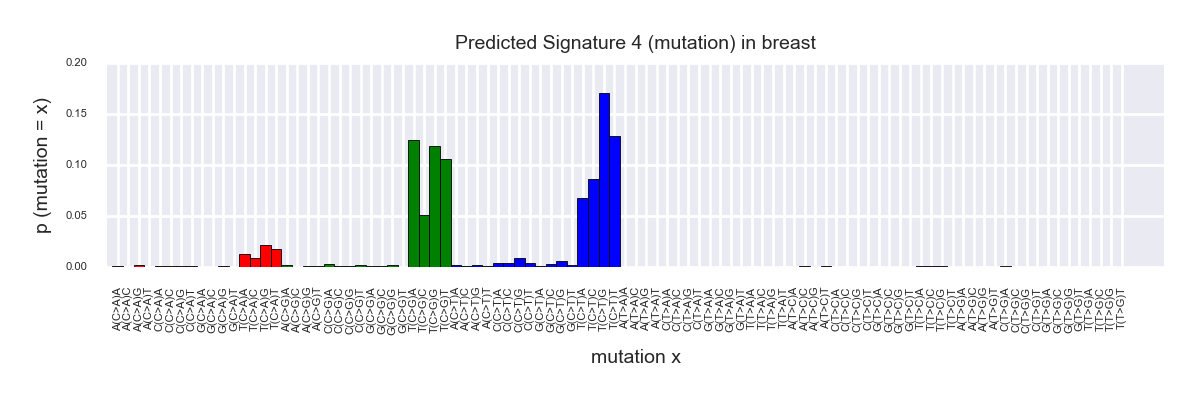 Predicted Signature 4 (mutation) in breast
p (mutation = x)
0.20
0.15
0.10
0.05
0.00
A(C>A)A
A(C>A)C
A(C>A)G
A(C>A)T
C(C>A)A
C(C>A)C
C(C>A)G
C(C>A)T
G(C>A)A
G(C>A)C
G(C>A)G
G(C>A)T
T(C>A)A
T(C>A)C
T(C>A)G
T(C>A)T
A(C>G)A
A(C>G)C
A(C>G)G
A(C>G)T
C(C>G)A
C(C>G)C
C(C>G)G
C(C>G)T
G(C>G)A
G(C>G)C
G(C>G)G
G(C>G)T
T(C>G)A
T(C>G)C
T(C>G)G
T(C>G)T
A(C>T)A
A(C>T)C
A(C>T)G
A(C>T)T
C(C>T)A
C(C>T)C
C(C>T)G
C(C>T)T
G(C>T)A
G(C>T)C
G(C>T)G
G(C>T)T
T(C>T)A
T(C>T)C
T(C>T)G
T(C>T)T
A(T>A)A
A(T>A)C
A(T>A)G
A(T>A)T
C(T>A)A
C(T>A)C
C(T>A)G
C(T>A)T
G(T>A)A
G(T>A)C
G(T>A)G
G(T>A)T
T(T>A)A
T(T>A)C
T(T>A)G
T(T>A)T
A(T>C)A
A(T>C)C
A(T>C)G
A(T>C)T
C(T>C)A
C(T>C)C
C(T>C)G
C(T>C)T
G(T>C)A
G(T>C)C
G(T>C)G
G(T>C)T
T(T>C)A
T(T>C)C
T(T>C)G
T(T>C)T
A(T>G)A
A(T>G)C
A(T>G)G
A(T>G)T
C(T>G)A
C(T>G)C
C(T>G)G
C(T>G)T
G(T>G)A
G(T>G)C
G(T>G)G
G(T>G)T
T(T>G)A
T(T>G)C
T(T>G)G
T(T>G)T
mutation x